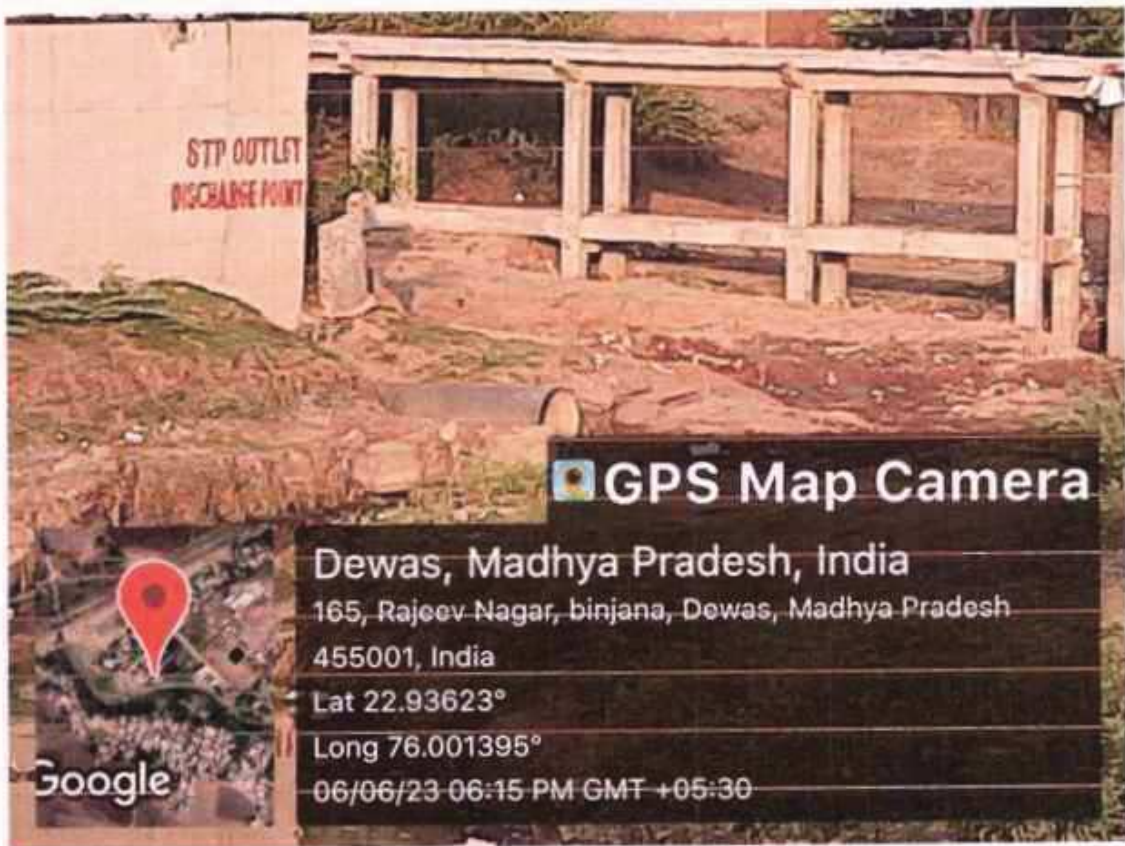 STP OUTLET
DISCHARGE POINT
GPS Map Camera
Dewas, Madhya Pradesh, India
165, Rajeev Nagar, binjana, Dewas, Madhya Pradesh
455001, India
Lat 22.93623°
Long 76.001395°
06/06/23 06:15 PM GMT +05:30
Google